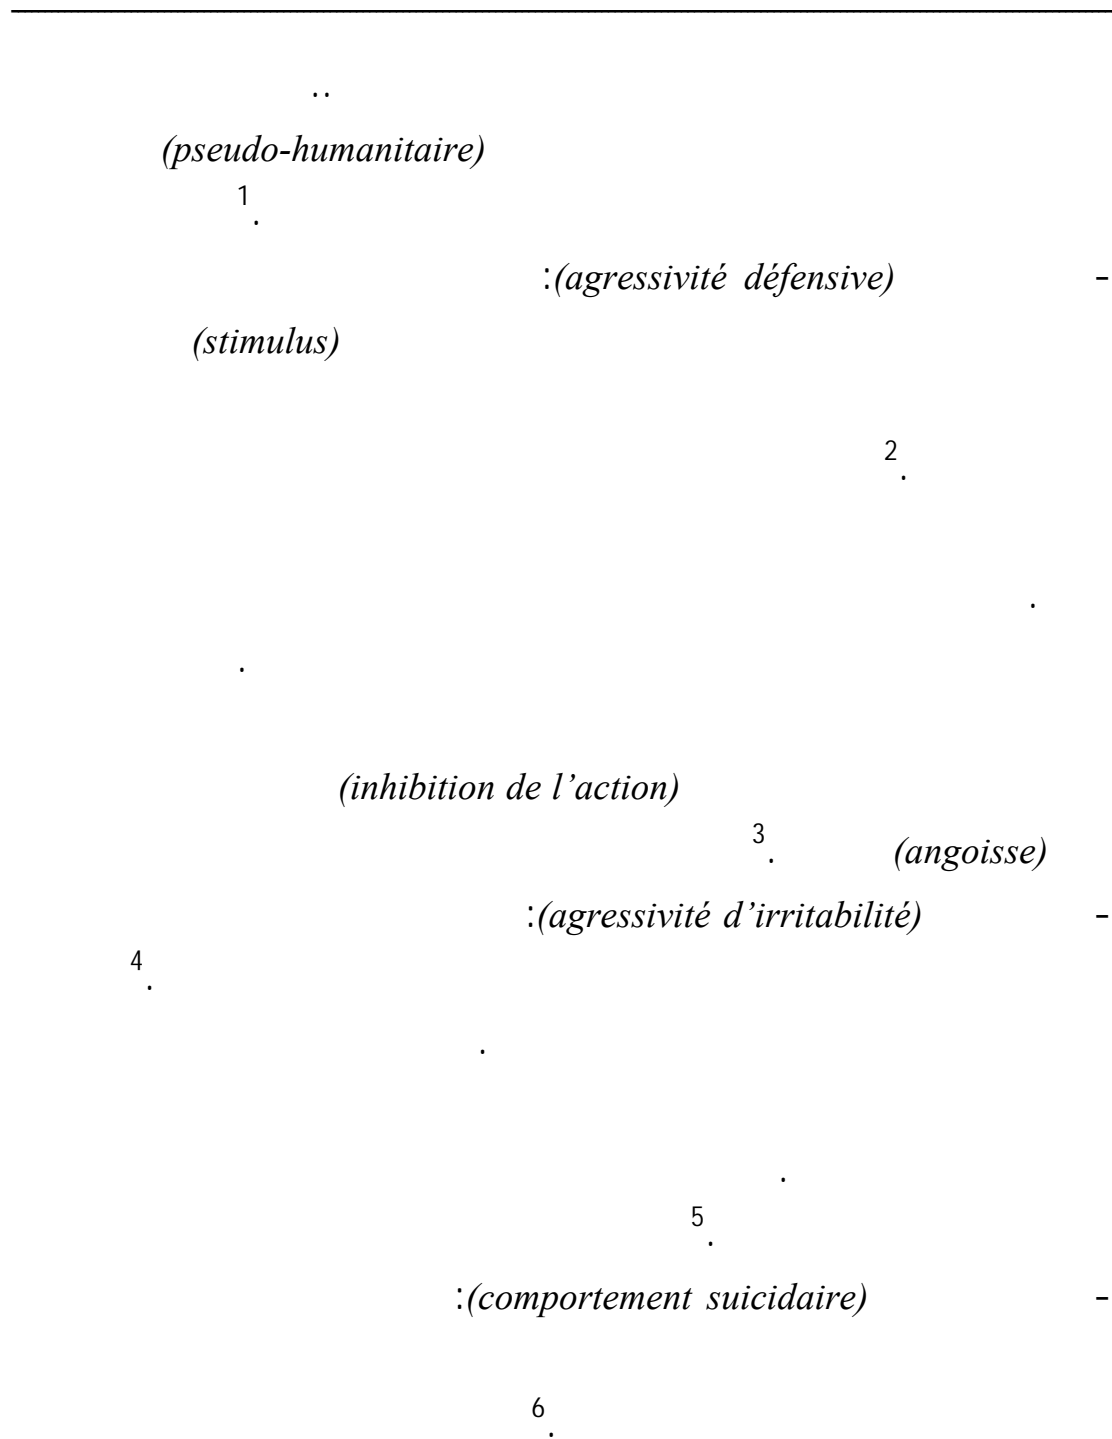 ..
(pseudo-humanitaire)
1.
- (agressivité défensive):
(stimulus)
2.
.
.
(inhibition de l’action)
(angoisse) 3.
- (agressivité d’irritabilité):
4.
.
.
5.
- (comportement suicidaire):
6.